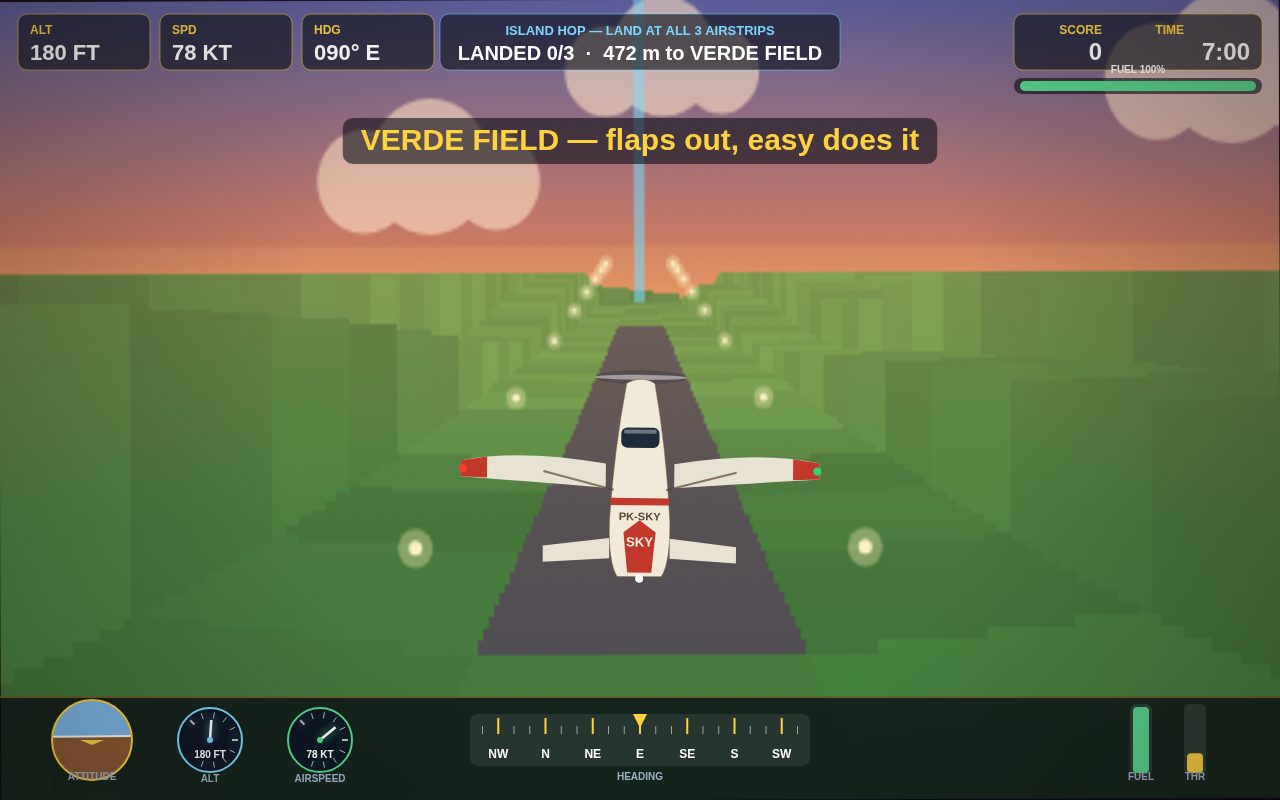 ALT
180 FT
SPD
78 KT
HDG
090° E
ISLAND HOP — LAND AT ALL 3 AIRSTRIPS
LANDED 0/3 · 472 m to VERDE FIELD
SCORE
0
TIME
7:00
FUEL 100%
VERDE FIELD — flaps out, easy does it
PK-SKY
SKY
180 FT
78 KT
NW N NE E SE S SW
ATTITUDE
ALT
AIRSPEED
HEADING
FUEL
THR